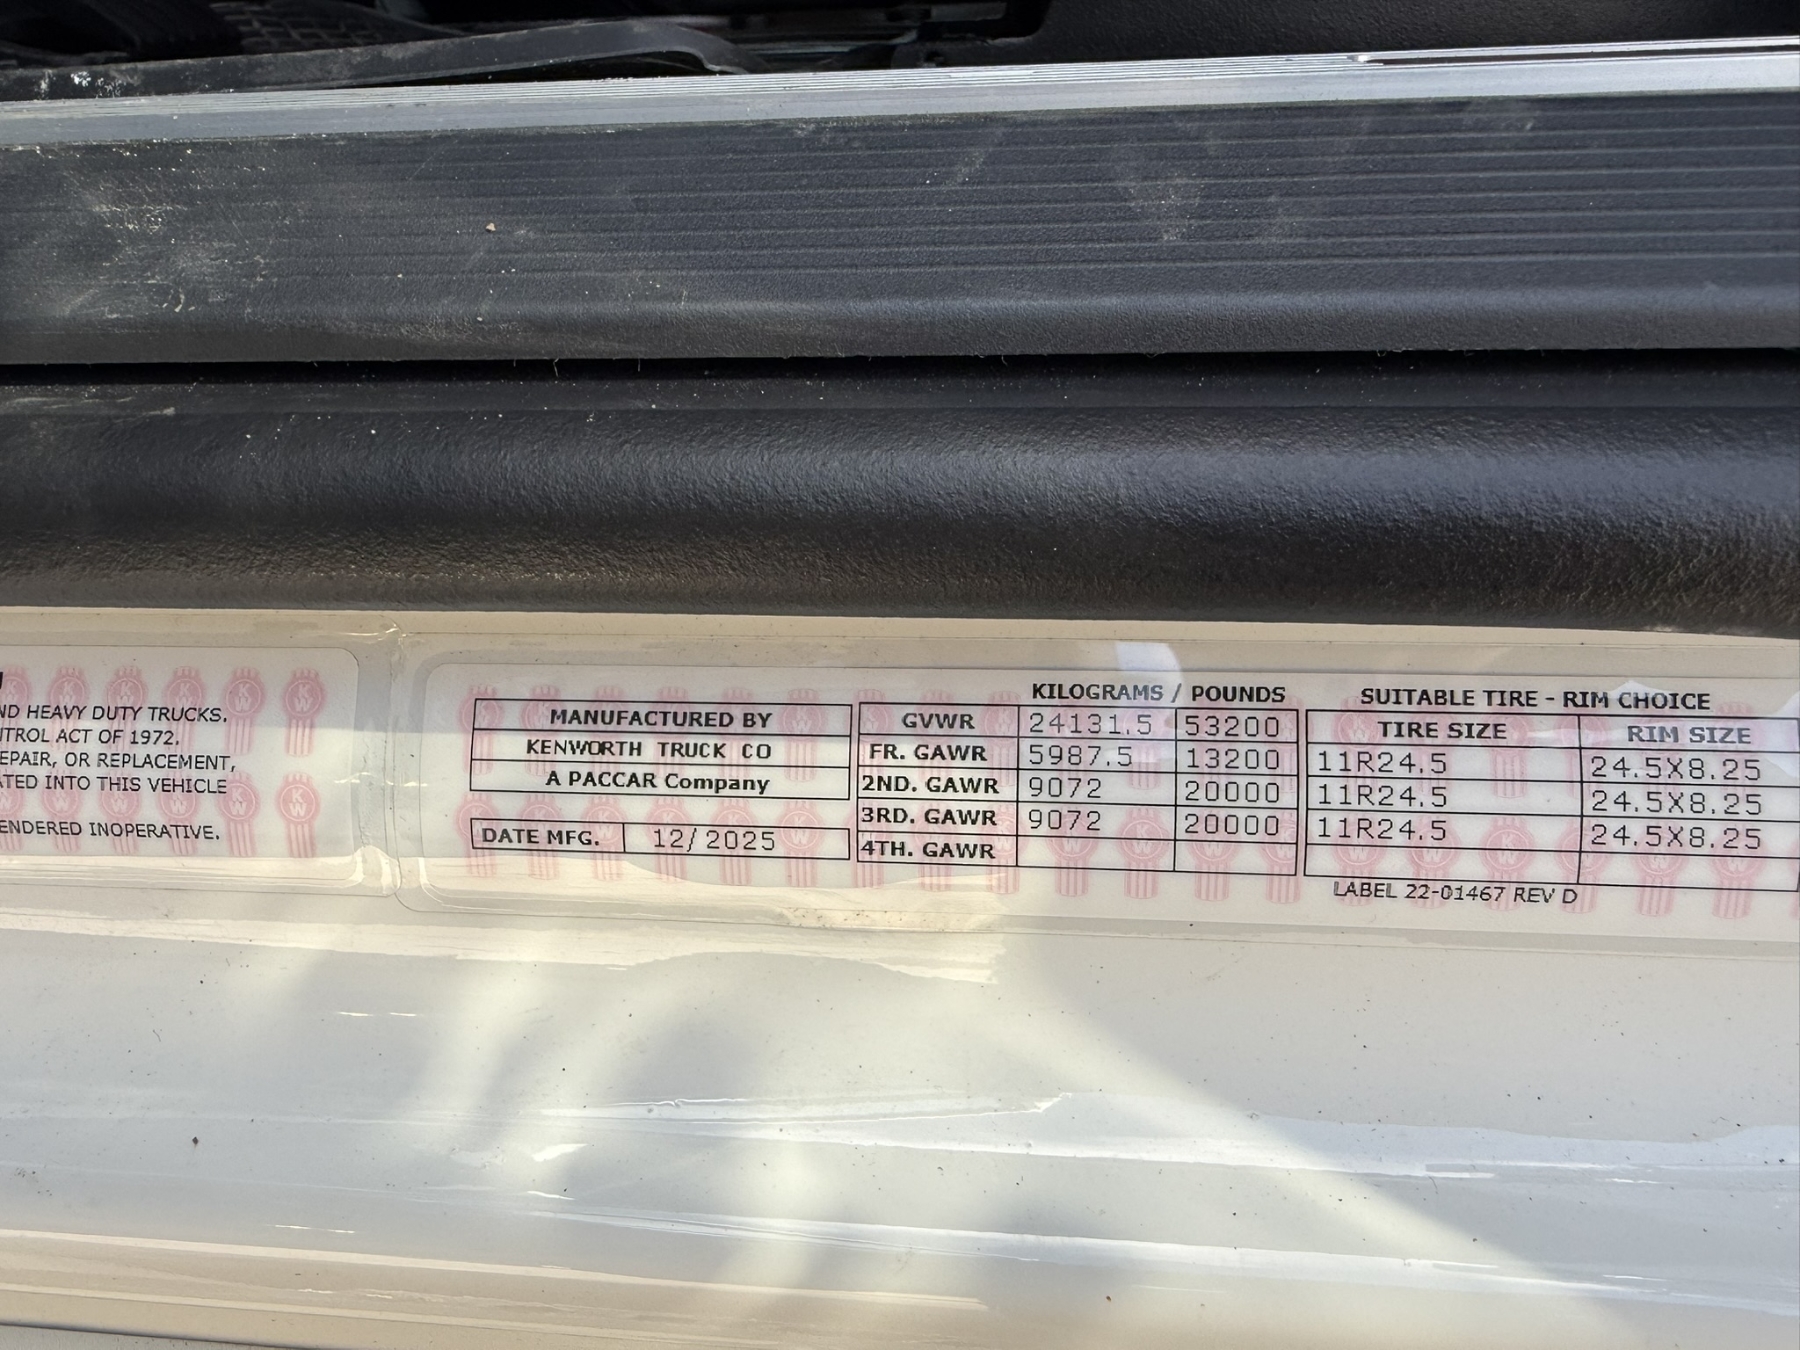 ND HEAVY DUTY TRUCKS.
TROL ACT OF 1972.
EPAIR, OR REPLACEMENT,
ATED INTO THIS VEHICLE
ENDERED INOPERATIVE.
MANUFACTURED BY
KENWORTH TRUCK CO
A PACCAR Company
DATE MFG. 12/2025
KILOGRAMS / POUNDS
GVWR 24131.5 53200
FR. GAWR 5987.5 13200
2ND. GAWR 9072 20000
3RD. GAWR 9072 20000
4TH. GAWR
SUITABLE TIRE - RIM CHOICE
TIRE SIZE RIM SIZE
11R24.5 24.5X8.25
11R24.5 24.5X8.25
11R24.5 24.5X8.25
LABEL 22-01467 REV D